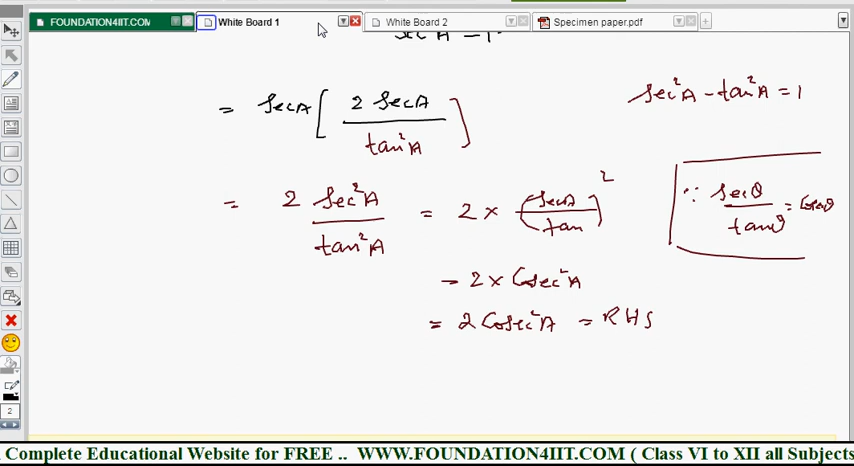 FOUNDATION4IIT.COM White Board 1 White Board 2 Specimen paper.pdf
sec²A - 1
= SecA [ 2 SecA / tan²A ]
sec²A - tan²A = 1
= 2 Sec²A / tan²A = 2 × (secA / tan)²
∵ secθ / tanθ = Cosecθ
= 2 × Cosec²A
= 2 Cosec²A = RHS
2
Complete Educational Website for FREE .. WWW.FOUNDATION4IIT.COM ( Class VI to XII all Subjects